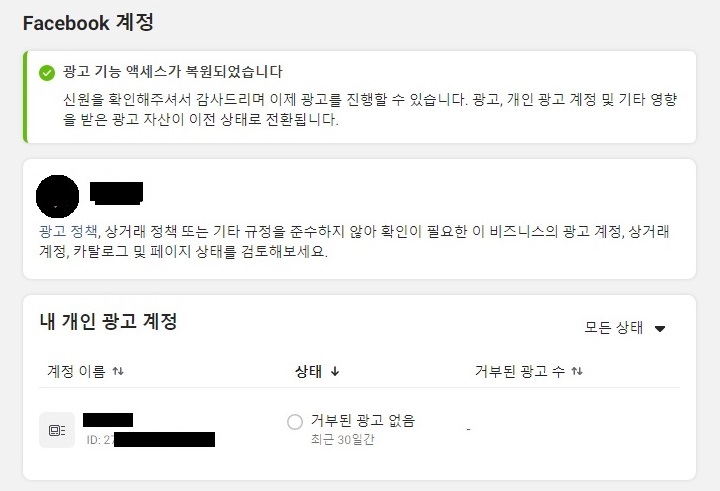 Facebook 계정
광고 기능 액세스가 복원되었습니다
신원을 확인해주셔서 감사드리며 이제 광고를 진행할 수 있습니다. 광고, 개인 광고 계정 및 기타 영향
을 받은 광고 자산이 이전 상태로 전환됩니다.
광고 정책, 상거래 정책 또는 기타 규정을 준수하지 않아 확인이 필요한 이 비즈니스의 광고 계정, 상거래
계정, 카탈로그 및 페이지 상태를 검토해보세요.
내 개인 광고 계정
모든 상태
계정 이름 상태 거부된 광고 수
거부된 광고 없음 -
ID: 27
최근 30일간